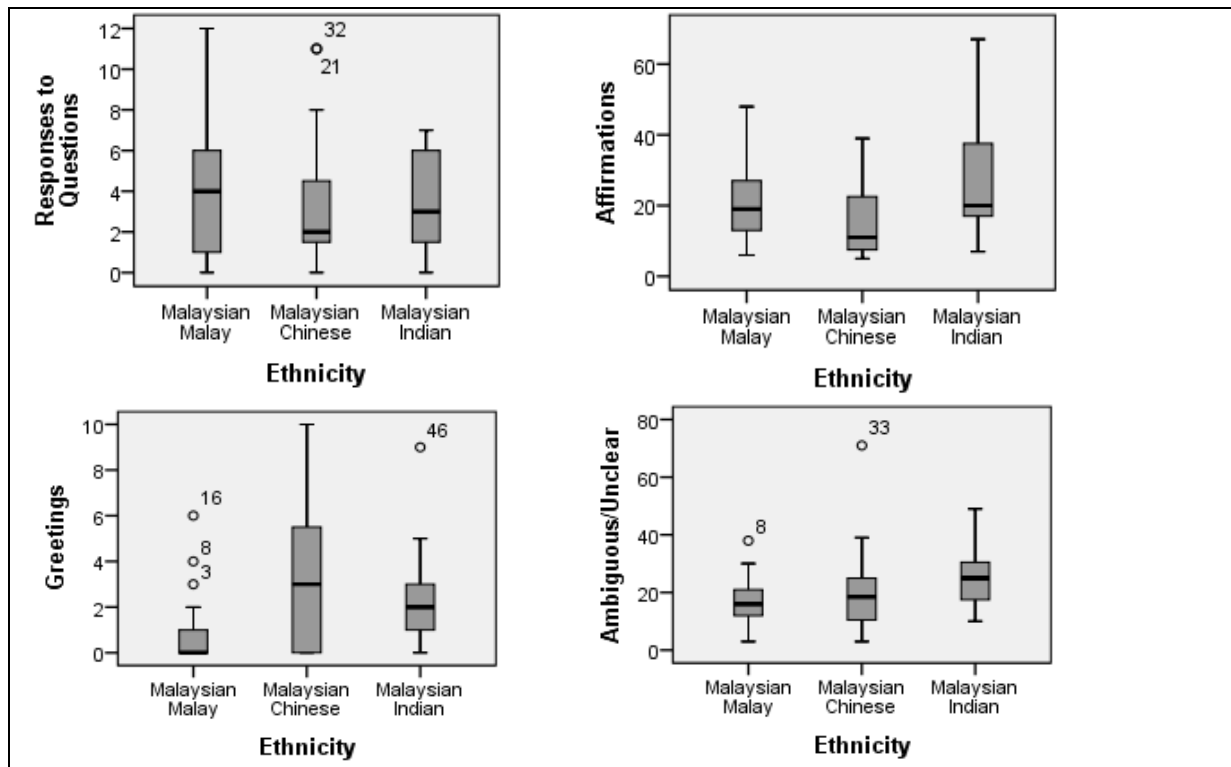 Responses to
Questions
12
10
8
6
4
2
0
32
21
Malaysian Malay
Malaysian Chinese
Malaysian Indian
Ethnicity
Affirmations
60
40
20
0
Malaysian Malay
Malaysian Chinese
Malaysian Indian
Ethnicity
Greetings
10
8
6
4
2
0
16
8
3
46
Malaysian Malay
Malaysian Chinese
Malaysian Indian
Ethnicity
Ambiguous/Unclear
80
60
40
20
0
8
33
Malaysian Malay
Malaysian Chinese
Malaysian Indian
Ethnicity